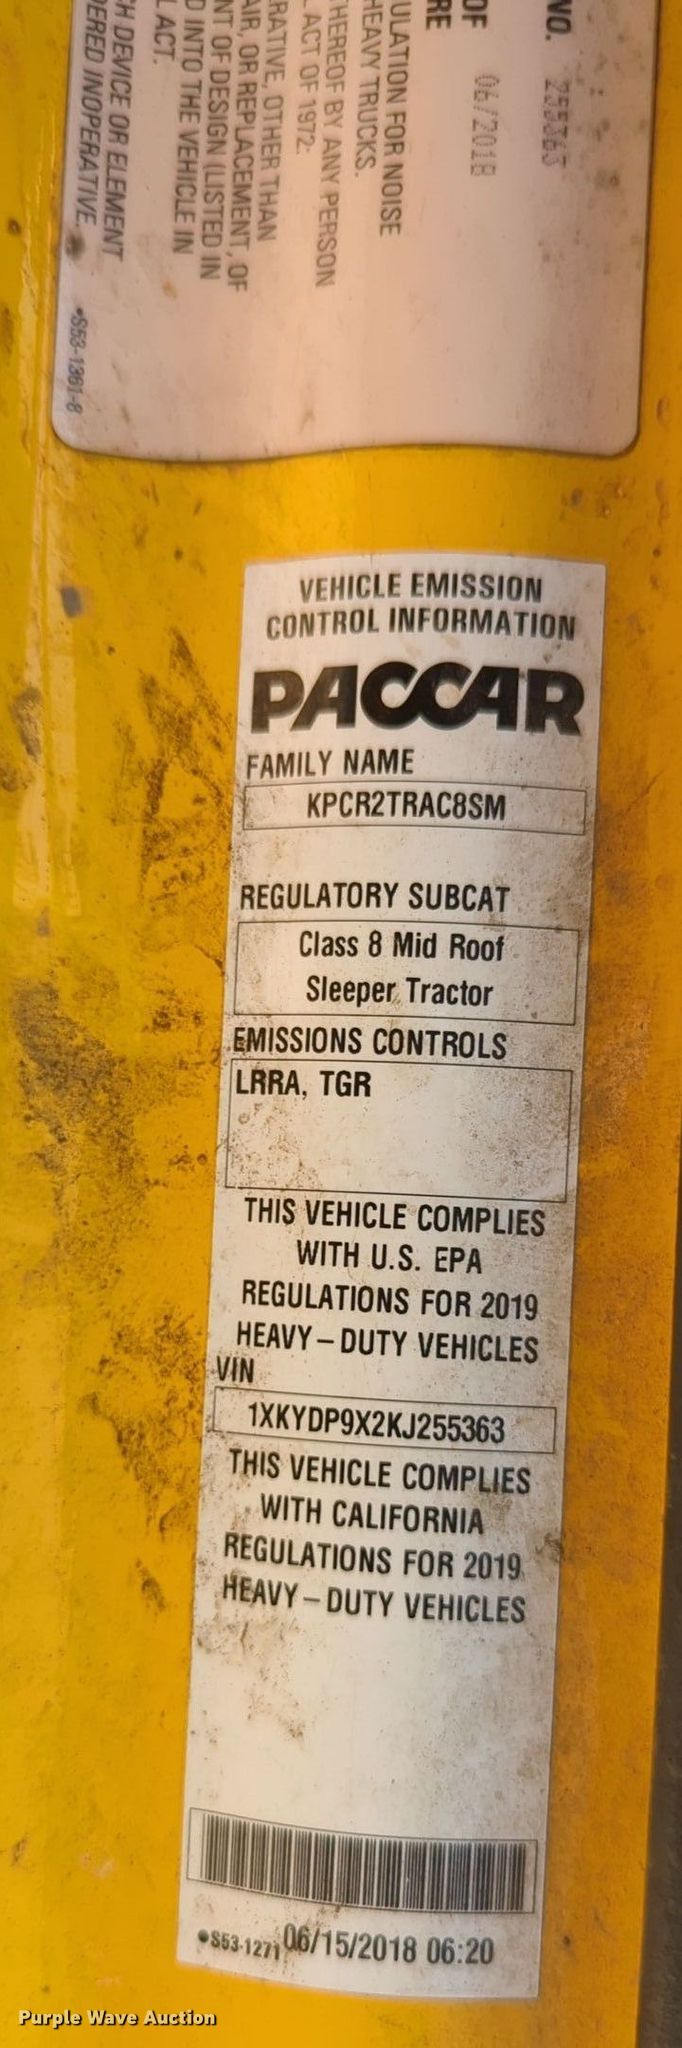 NO. 255363
OF 06/2018
RE
ULATION FOR NOISE
HEAVY TRUCKS.
HEREOF BY ANY PERSON
ACT OF 1972:
RATIVE, OTHER THAN
AIR, OR REPLACEMENT, OF
NT OF DESIGN (LISTED IN
D INTO THE VEHICLE IN
L ACT.
CH DEVICE OR ELEMENT
DERED INOPERATIVE.
•S53-1361-8
VEHICLE EMISSION
CONTROL INFORMATION
PACCAR
FAMILY NAME
KPCR2TRAC8SM
REGULATORY SUBCAT
Class 8 Mid Roof
Sleeper Tractor
EMISSIONS CONTROLS
LRRA, TGR
THIS VEHICLE COMPLIES
WITH U.S. EPA
REGULATIONS FOR 2019
HEAVY-DUTY VEHICLES
VIN
1XKYDP9X2KJ255363
THIS VEHICLE COMPLIES
WITH CALIFORNIA
REGULATIONS FOR 2019
HEAVY-DUTY VEHICLES
•S53-1271 06/15/2018 06:20
Purple Wave Auction